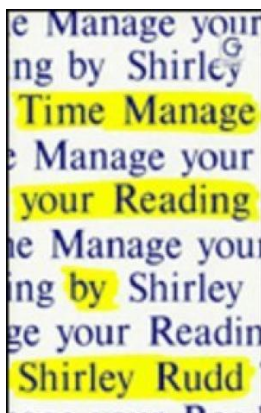 e Manage your
ng by Shirley
G
Time Manage
e Manage your
your Reading
ne Manage your
ing by Shirley
ge your Readin
Shirley Rudd